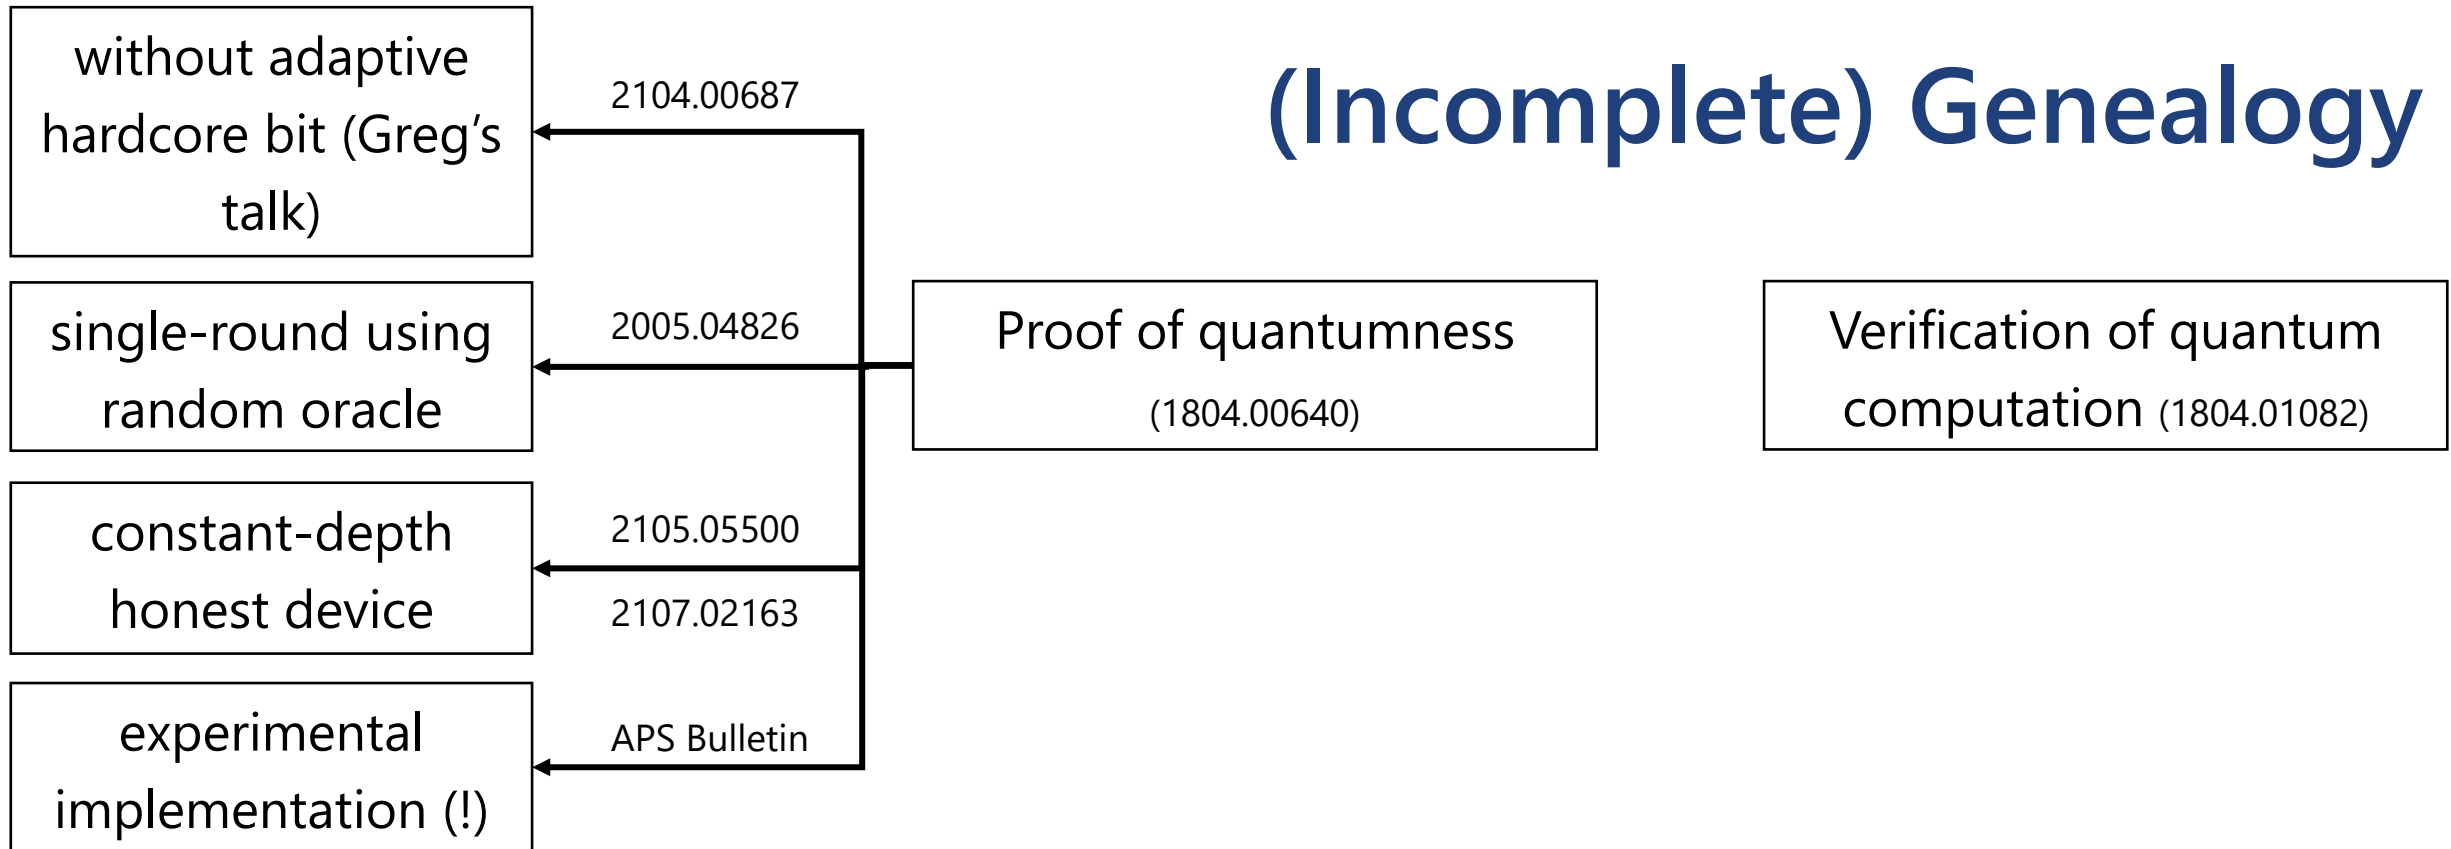 (Incomplete) Genealogy
without adaptive
hardcore bit (Greg‘s
talk)
2104.00687
single-round using
random oracle
2005.04826
Proof of quantumness
(1804.00640)
Verification of quantum
computation (1804.01082)
constant-depth
honest device
2105.05500
2107.02163
experimental
implementation (!)
APS Bulletin